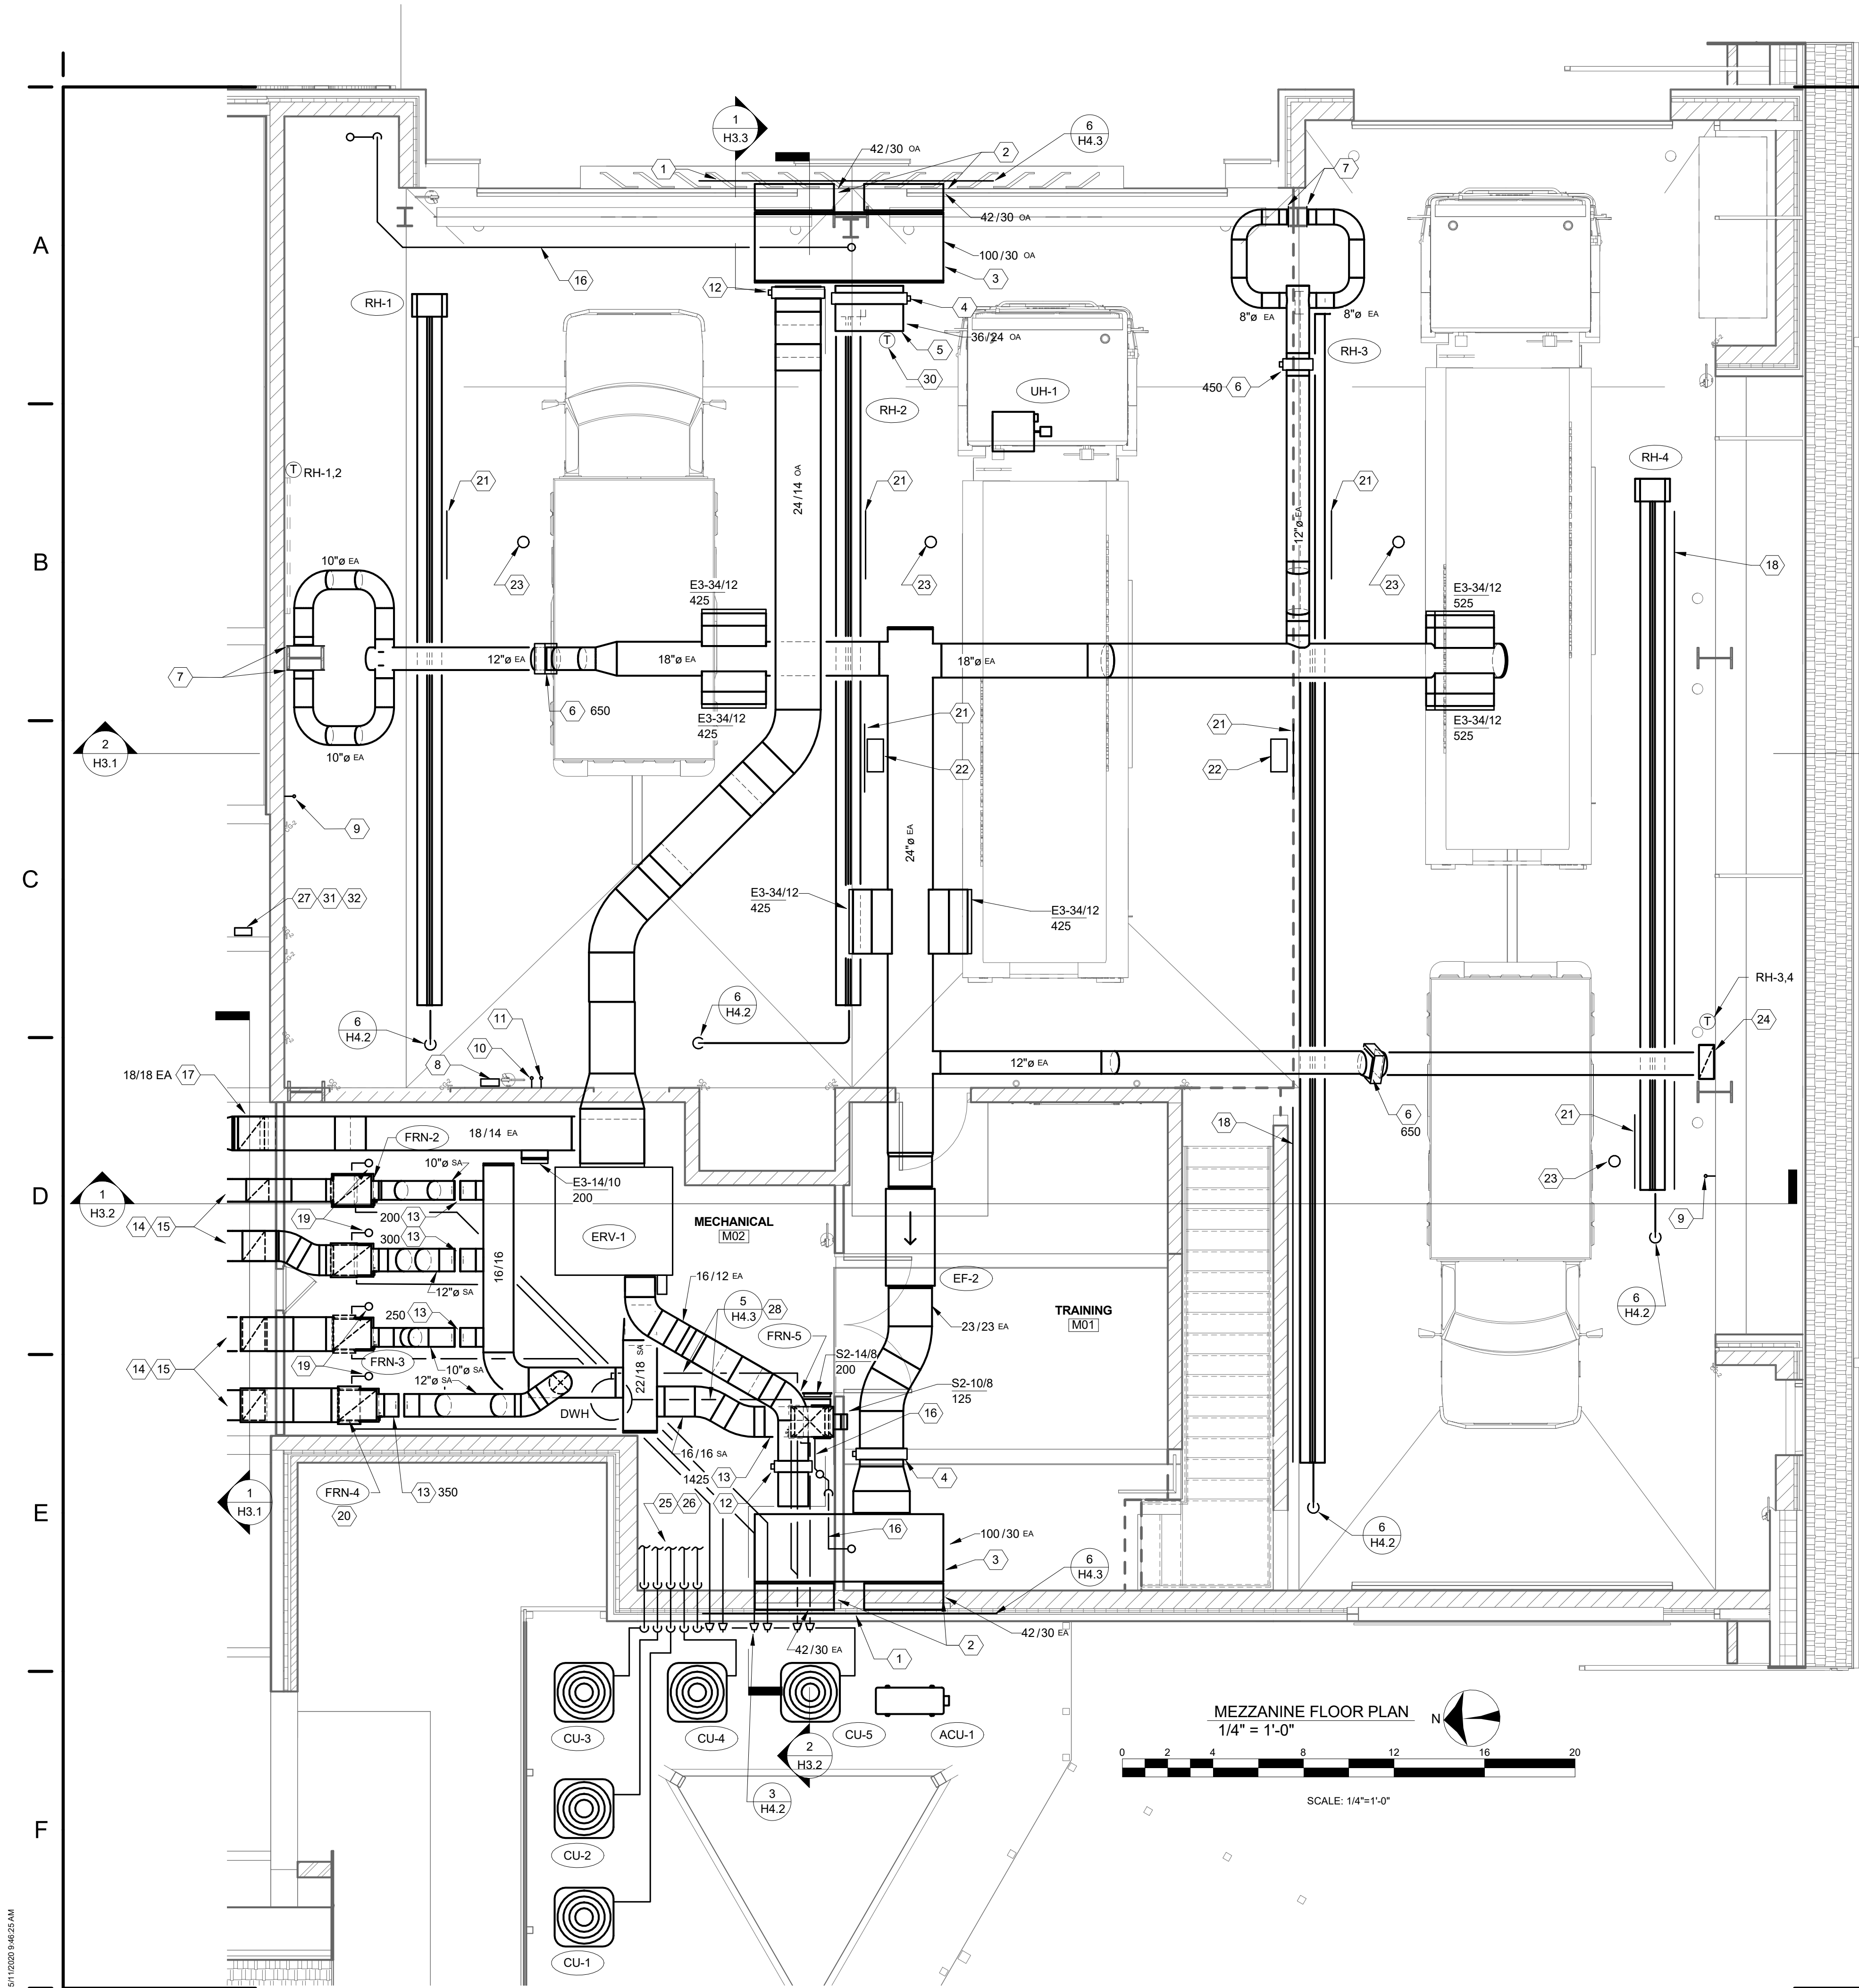 1
H3.3
42/30 OA
2
6
H4.3
1
7
A
42/30 OA
100/30 OA
3
16
12
RH-1
4
8"ø EA
8"ø EA
36/24 OA
5
T
30
RH-3
450
6
UH-1
RH-2
T RH-1,2
21
24/14 OA
21
12"ø EA
21
RH-4
B
10"ø EA
23
23
23
18
E3-34/12
425
E3-34/12
525
12"ø EA
18"ø EA
18"ø EA
7
6
650
E3-34/12
425
21
21
E3-34/12
525
2
H3.1
10"ø EA
22
22
9
24"ø EA
C
27
31
32
E3-34/12
425
E3-34/12
425
RH-3,4
6
H4.2
11
6
H4.2
T
24
10
8
12"ø EA
18/18 EA
17
6
650
21
18/14 EA
FRN-2
18
10"ø SA
E3-14/10
200
23
D
1
H3.2
14
15
19
200
13
MECHANICAL
M02
9
300
13
ERV-1
16/16
16/12 EA
EF-2
12"ø SA
5
H4.3
28
TRAINING
M01
6
H4.2
250
13
FRN-5
23/23 EA
14
15
19
FRN-3
10"ø SA
22/18 SA
S2-14/8
200
12"ø SA
S2-10/8
125
DWH
16
16/16 SA
1425
13
4
1
H3.1
FRN-4
20
13
350
25
26
12
E
16
100/30 EA
3
6
H4.3
6
H4.2
42/30 EA
2
42/30 EA
1
CU-3
CU-4
CU-5
ACU-1
2
H3.2
MEZZANINE FLOOR PLAN
1/4" = 1'-0"
N
0 2 4 8 12 16 20
SCALE: 1/4"=1'-0"
3
H4.2
F
CU-2
CU-1
5/11/2020 9:46:25 AM